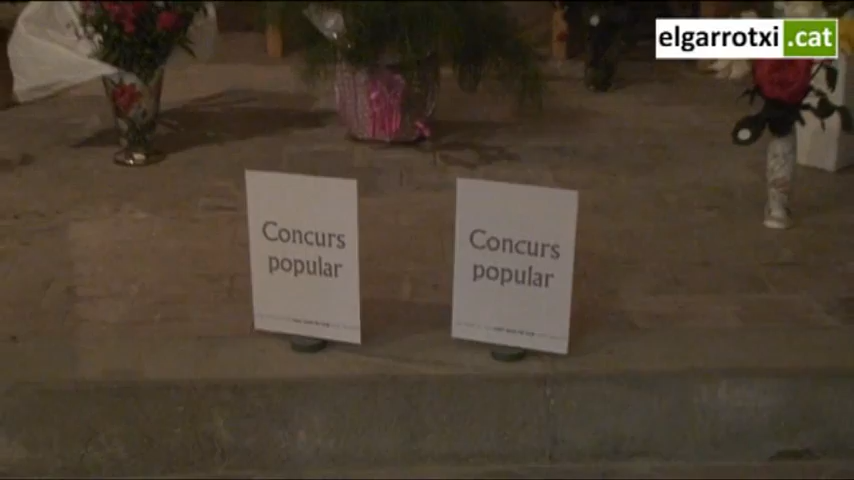 elgarrotxi.cat
Concurs
popular
Concurs
popular